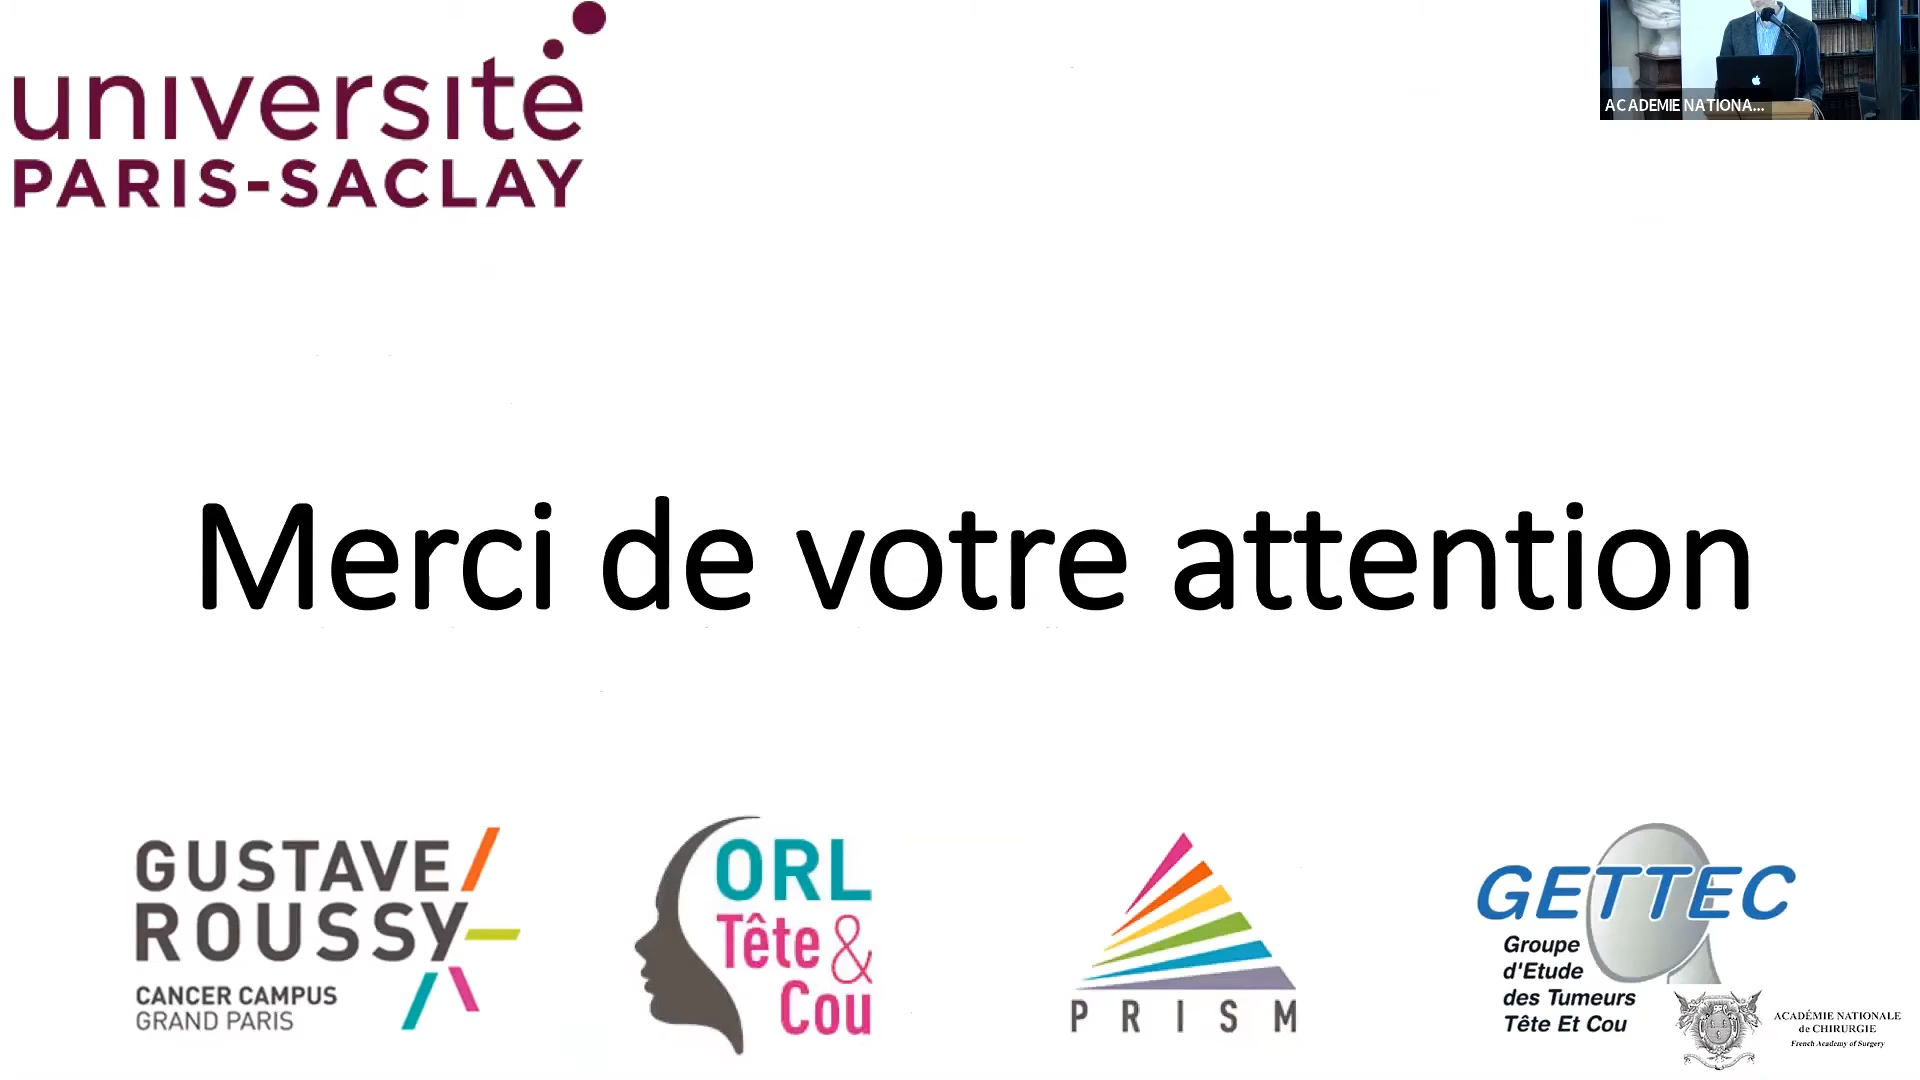 université
PARIS-SACLAY
ACADEMIE NATIONA...
Merci de votre attention
GUSTAVE
ROUSSY
CANCER CAMPUS
GRAND PARIS
ORL
Tête &
Cou
PRISM
GETTEC
Groupe
d'Etude
des Tumeurs
Tête Et Cou
ACADÉMIE NATIONALE
de CHIRURGIE
French Academy of Surgery